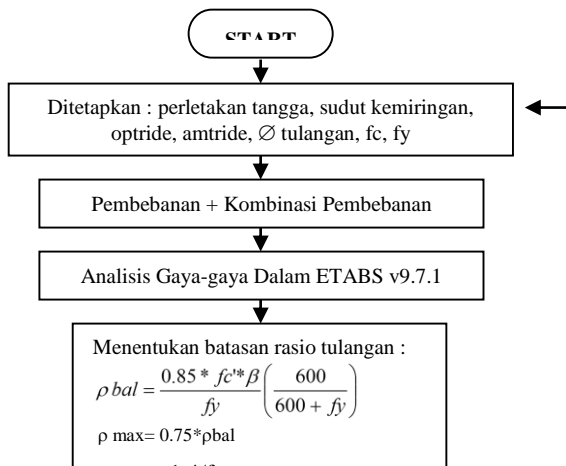 START
Ditetapkan : perletakan tangga, sudut kemiringan,
optride, amtride, ∅ tulangan, fc, fy
Pembebanan + Kombinasi Pembebanan
Analisis Gaya-gaya Dalam ETABS v9.7.1
Menentukan batasan rasio tulangan :
ρ bal = 0.85 * fc'*β / fy ( 600 / 600 + fy )
ρ max= 0.75*ρbal